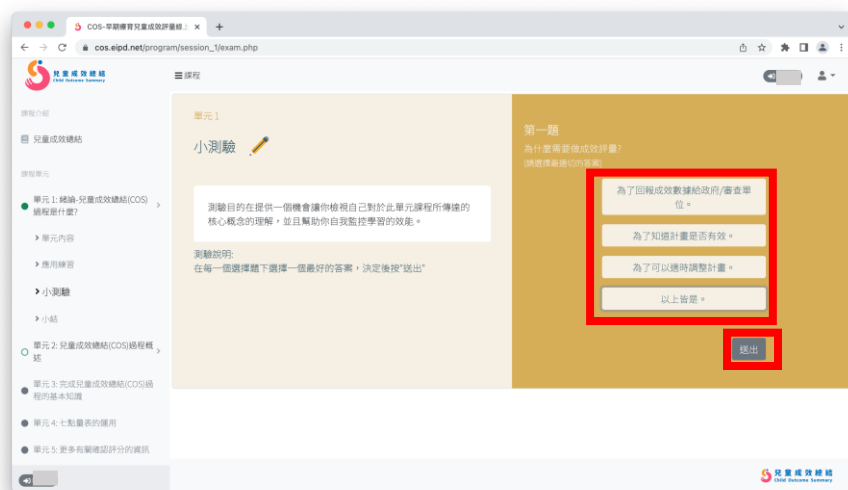 COS-早期療育兒童成效評量線上
cos.eipd.net/program/session_1/exam.php
兒童成效總結
Child Outcome Summary
課程
課程介紹
兒童成效總結
課程單元
單元 1: 緒論-兒童成效總結(COS)
過程是什麼?
單元內容
應用練習
小測驗
小結
單元 2: 兒童成效總結(COS)過程概
述
單元 3: 完成兒童成效總結(COS)過
程的基本知識
單元 4: 七點量表的運用
單元 5: 更多有關確認評分的資訊
單元 1
小測驗
測驗目的在提供一個機會讓你檢視自己對於此單元課程所傳達的
核心概念的理解，並且幫助你自我監控學習的效能。
測驗說明:
在每一個選擇題下選擇一個最好的答案，決定後按"送出"
第一題
為什麼需要做成效評量?
(請選擇最適切的答案)
為了回報成效數據給政府/審查單
位。
為了知道計畫是否有效。
為了可以適時調整計畫。
以上皆是。
送出
兒童成效總結
Child Outcome Summary